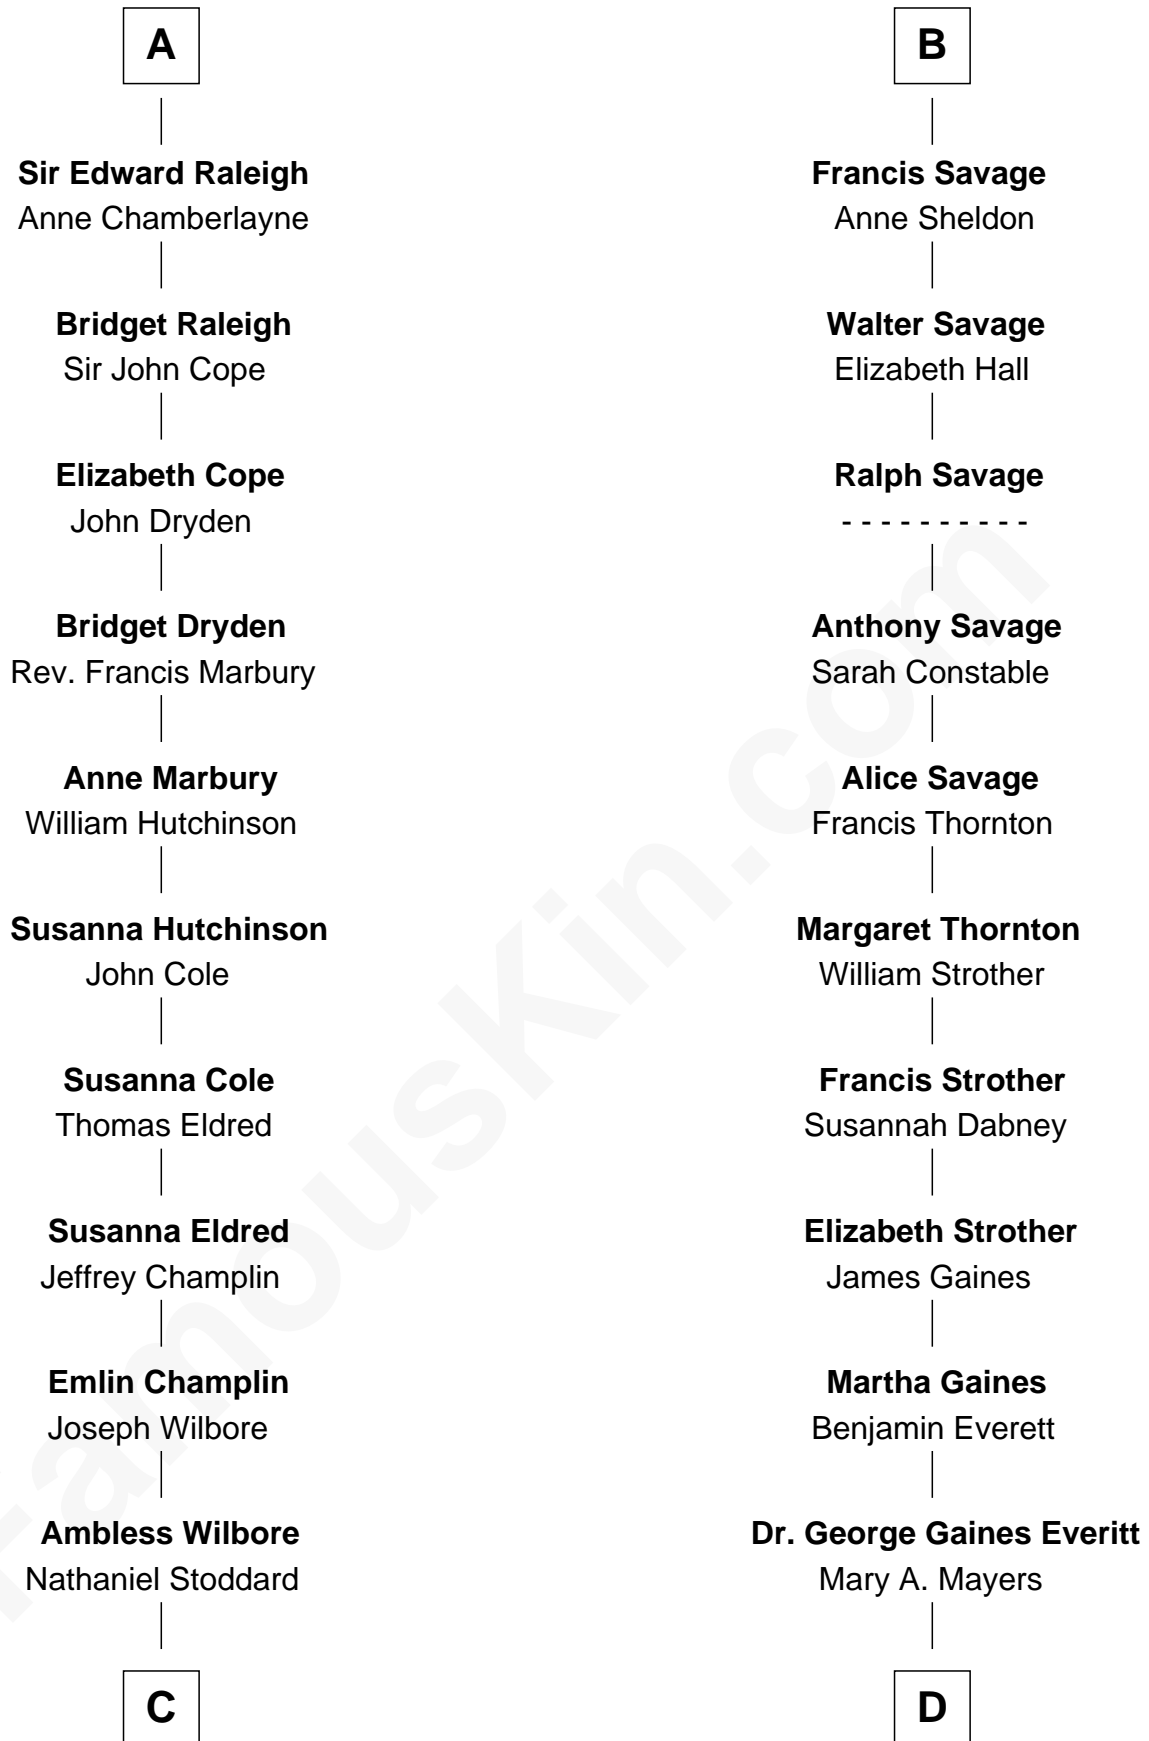 A
Sir Edward Raleigh
Anne Chamberlayne
Bridget Raleigh
Sir John Cope
Elizabeth Cope
John Dryden
Bridget Dryden
Rev. Francis Marbury
Anne Marbury
William Hutchinson
Susanna Hutchinson
John Cole
Susanna Cole
Thomas Eldred
Susanna Eldred
Jeffrey Champlin
Emlin Champlin
Joseph Wilbore
Ambless Wilbore
Nathaniel Stoddard
C
B
Francis Savage
Anne Sheldon
Walter Savage
Elizabeth Hall
Ralph Savage
- - - - - - - - - -
Anthony Savage
Sarah Constable
Alice Savage
Francis Thornton
Margaret Thornton
William Strother
Francis Strother
Susannah Dabney
Elizabeth Strother
James Gaines
Martha Gaines
Benjamin Everett
Dr. George Gaines Everitt
Mary A. Mayers
D
FamousKin.com